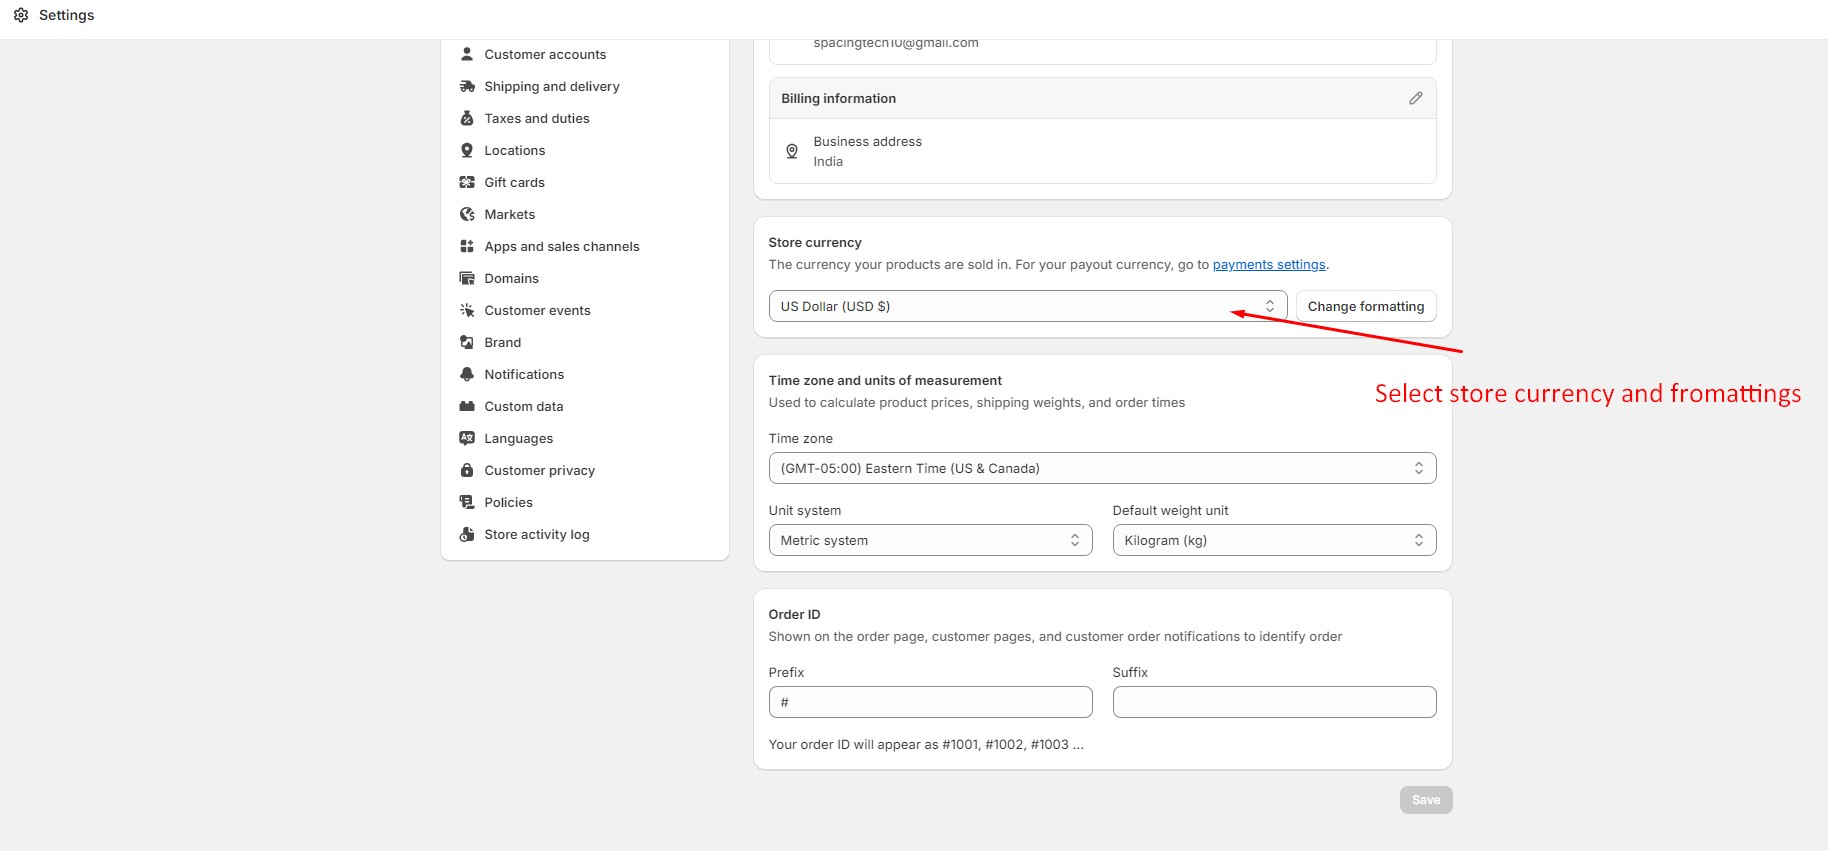 Settings
Customer accounts
Shipping and delivery
Taxes and duties
Locations
Gift cards
Markets
Apps and sales channels
Domains
Customer events
Brand
Notifications
Custom data
Languages
Customer privacy
Policies
Store activity log
spacingtech10@gmail.com
Billing information
Business address
India
Store currency
The currency your products are sold in. For your payout currency, go to payments settings.
US Dollar (USD $)
Change formatting
Select store currency and fromattings
Time zone and units of measurement
Used to calculate product prices, shipping weights, and order times
Time zone
(GMT-05:00) Eastern Time (US & Canada)
Unit system
Default weight unit
Metric system
Kilogram (kg)
Order ID
Shown on the order page, customer pages, and customer order notifications to identify order
Prefix
Suffix
#
Your order ID will appear as #1001, #1002, #1003 ...
Save